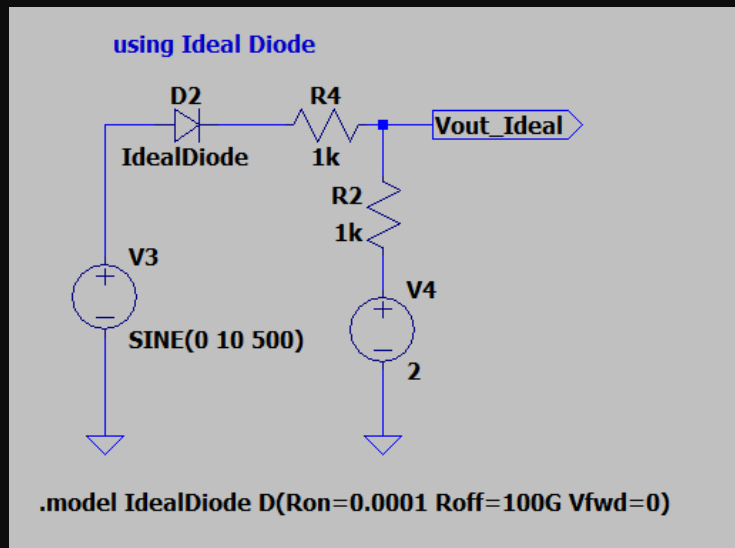 using Ideal Diode
D2
R4
IdealDiode
1k
Vout_Ideal
R2
1k
V3
V4
SINE(0 10 500)
2
.model IdealDiode D(Ron=0.0001 Roff=100G Vfwd=0)